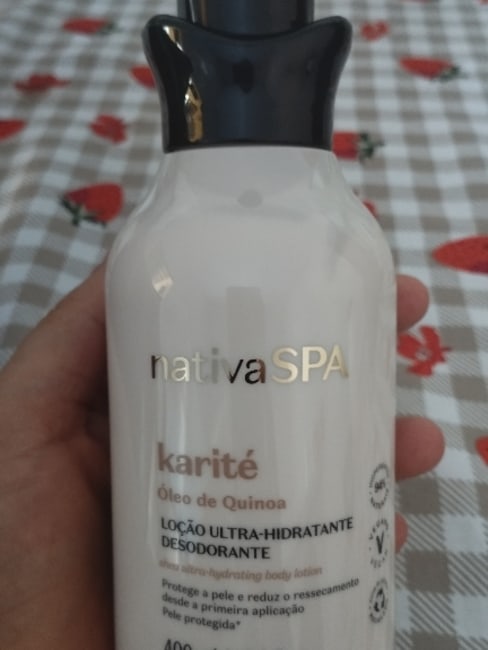 nativaSPA
karité
Óleo de Quinoa
LOÇÃO ULTRA-HIDRATANTE
DESODORANTE
shea ultra-hydrating body lotion
Protege a pele e reduz o ressecamento
desde a primeira aplicação
Pele protegida*